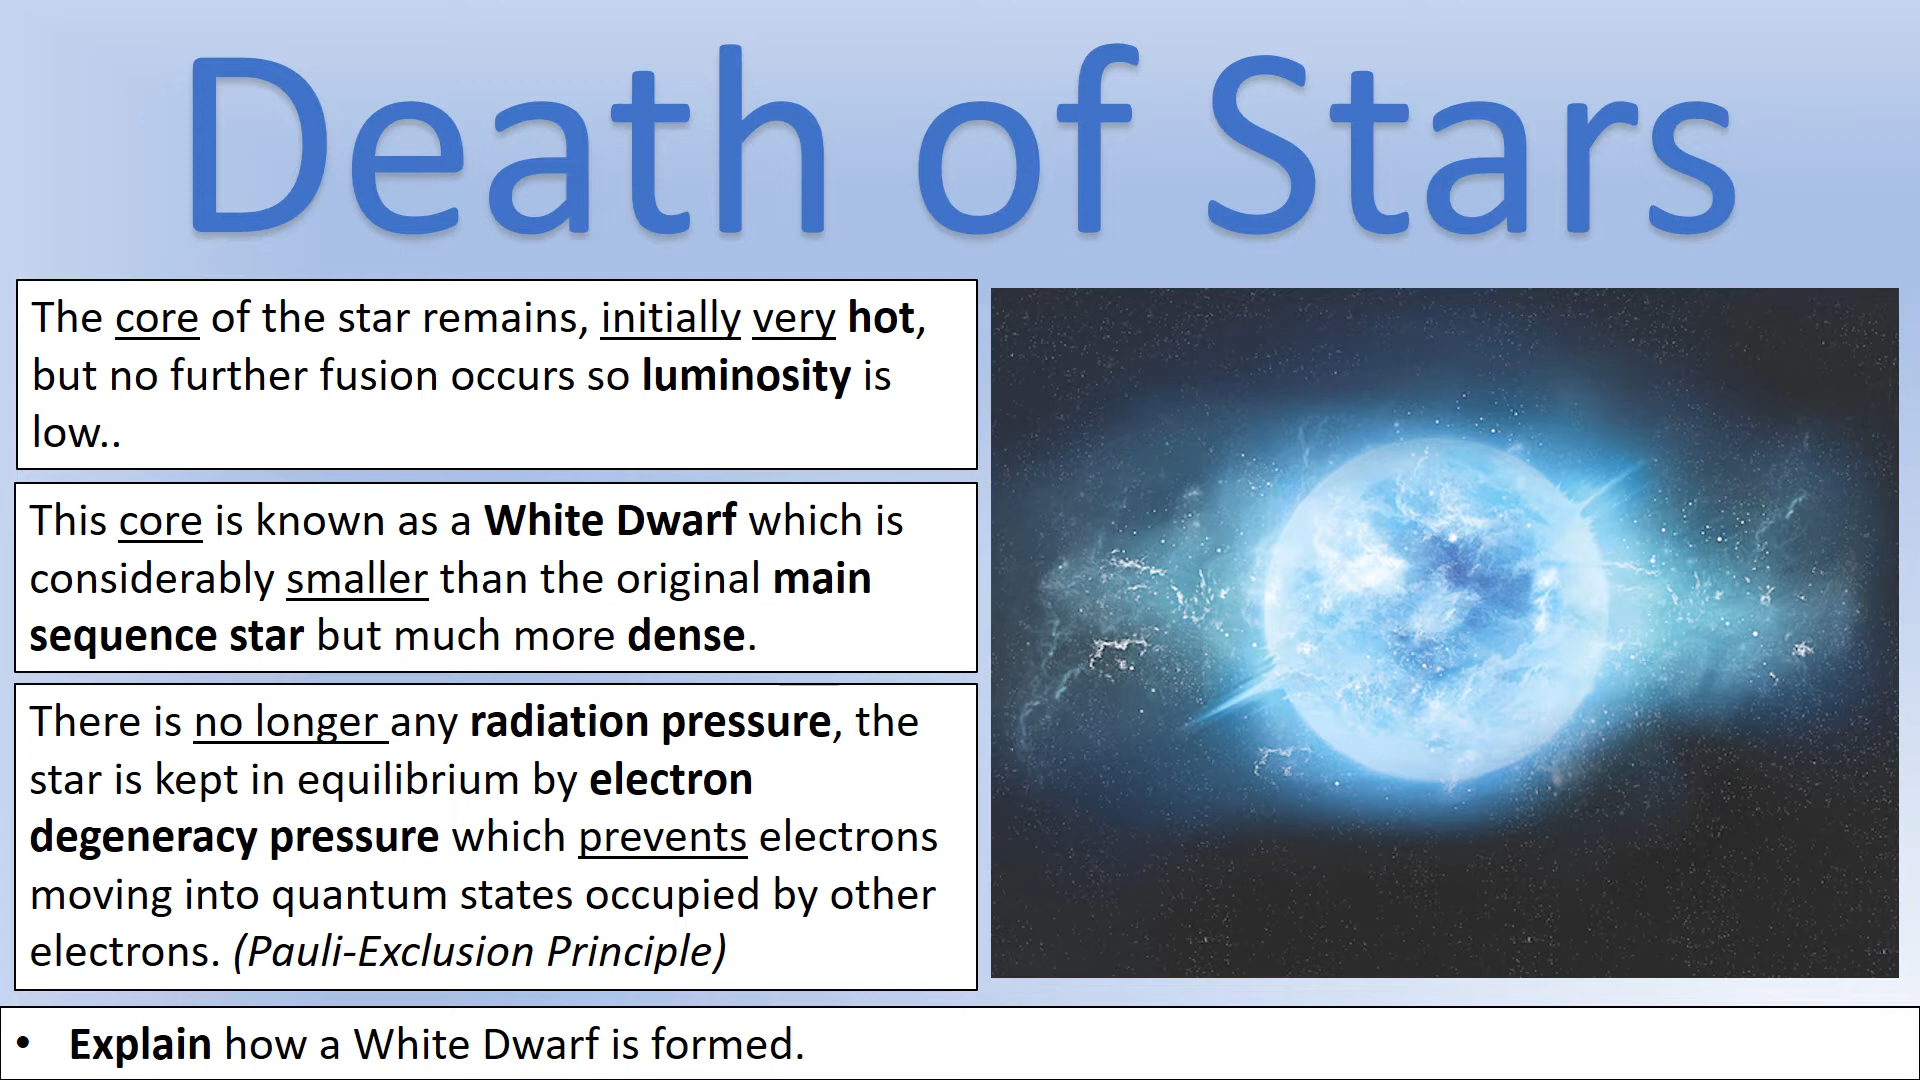 Death of Stars
The core of the star remains, initially very hot,
but no further fusion occurs so luminosity is
low..
This core is known as a White Dwarf which is
considerably smaller than the original main
sequence star but much more dense.
There is no longer any radiation pressure, the
star is kept in equilibrium by electron
degeneracy pressure which prevents electrons
moving into quantum states occupied by other
electrons. (Pauli-Exclusion Principle)
• Explain how a White Dwarf is formed.